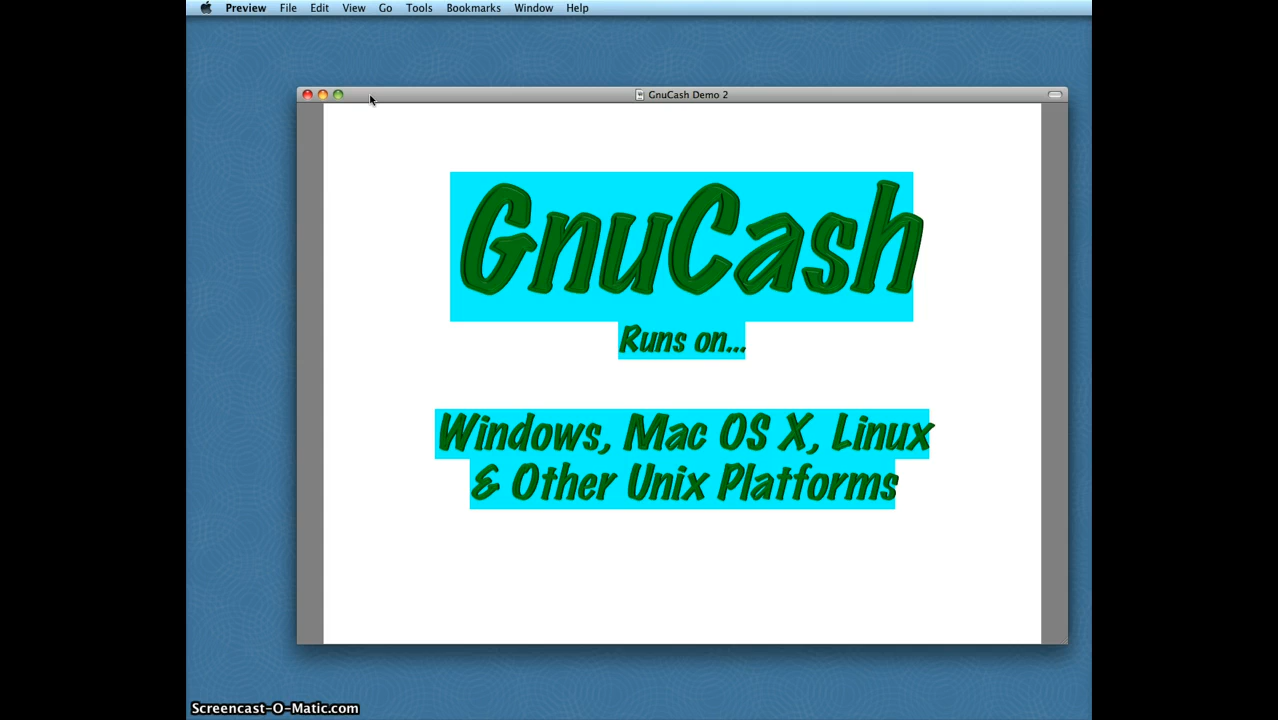 Preview File Edit View Go Tools Bookmarks Window Help
GnuCash Demo 2
GnuCash
Runs on...
Windows, Mac OS X, Linux
& Other Unix Platforms
Screencast-O-Matic.com